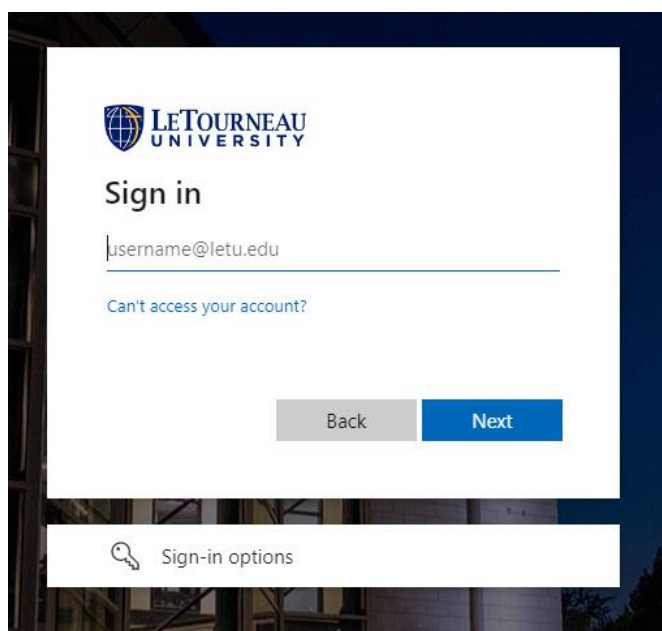 LETOURNEAU
UNIVERSITY
Sign in
username@letu.edu
Can't access your account?
Back Next
Sign-in options